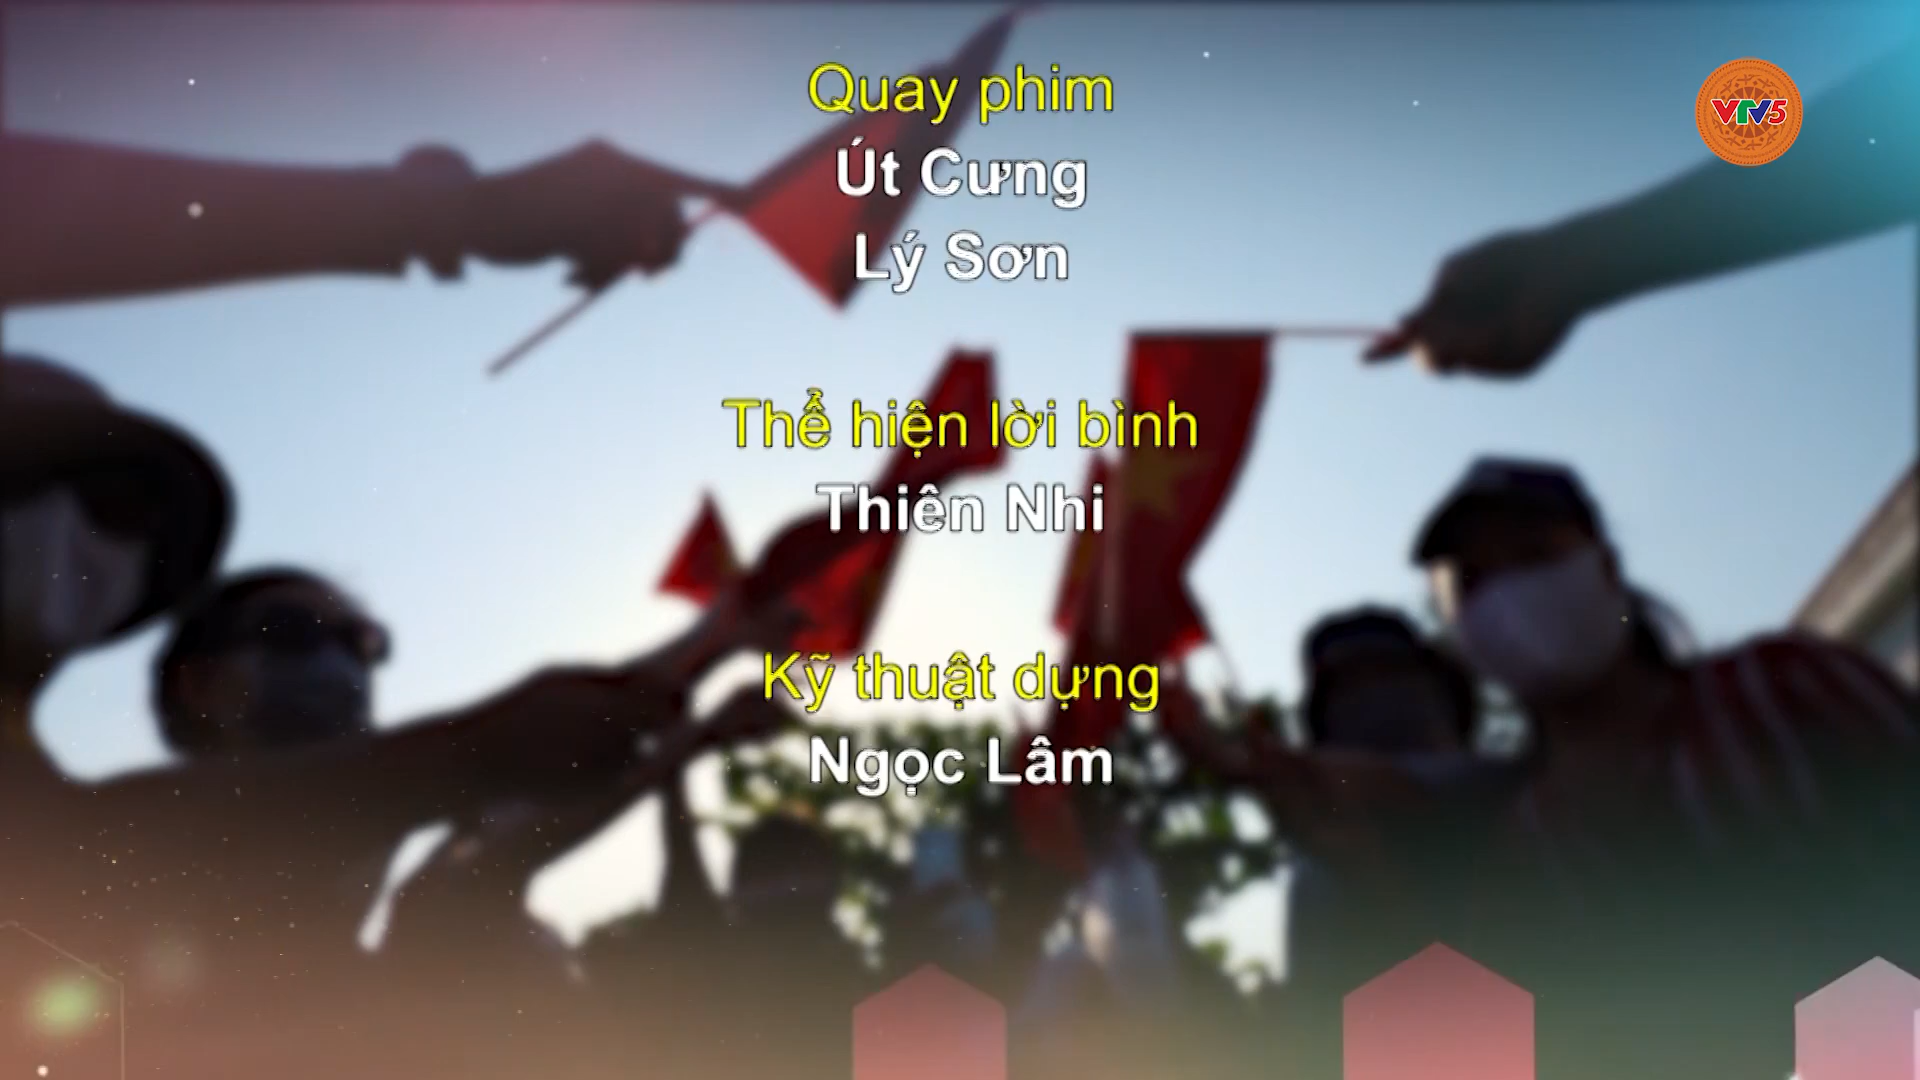 VTV5
Quay phim
Út Cưng
Lý Sơn
Thể hiện lời bình
Thiên Nhi
Kỹ thuật dựng
Ngọc Lâm